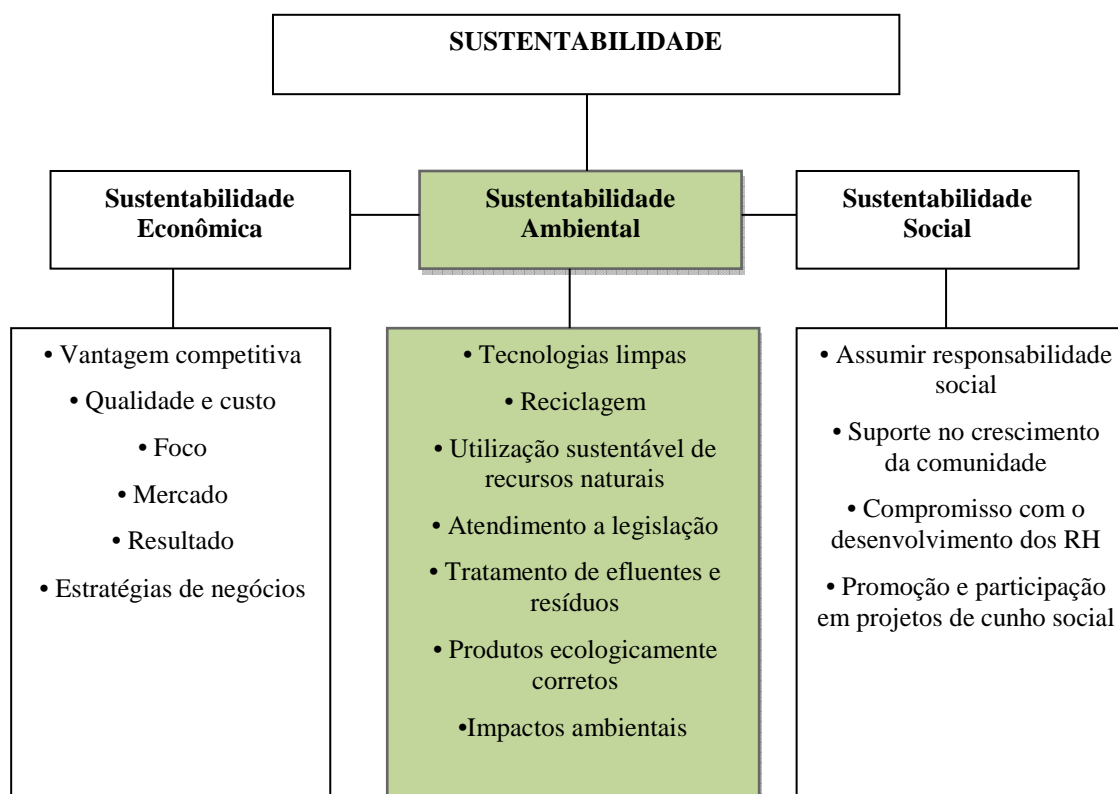 SUSTENTABILIDADE
Sustentabilidade
Econômica
Sustentabilidade
Ambiental
Sustentabilidade
Social
• Vantagem competitiva
• Qualidade e custo
• Foco
• Mercado
• Resultado
• Estratégias de negócios
• Tecnologias limpas
• Reciclagem
• Utilização sustentável de
recursos naturais
• Atendimento a legislação
• Tratamento de efluentes e
resíduos
• Produtos ecologicamente
corretos
•Impactos ambientais
• Assumir responsabilidade
social
• Suporte no crescimento
da comunidade
• Compromisso com o
desenvolvimento dos RH
• Promoção e participação
em projetos de cunho social